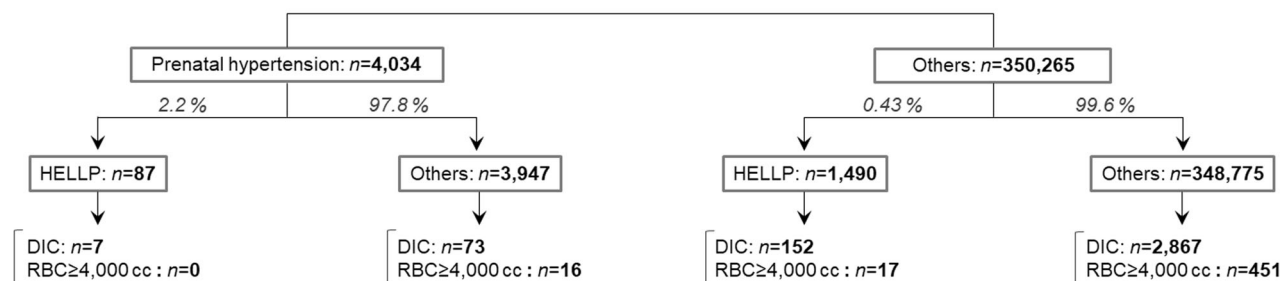 Prenatal hypertension: n=4,034
Others: n=350,265
2.2 %
97.8 %
0.43 %
99.6 %
HELLP: n=87
Others: n=3,947
HELLP: n=1,490
Others: n=348,775
DIC: n=7
RBC≥4,000 cc : n=0
DIC: n=73
RBC≥4,000 cc : n=16
DIC: n=152
RBC≥4,000 cc : n=17
DIC: n=2,867
RBC≥4,000 cc : n=451